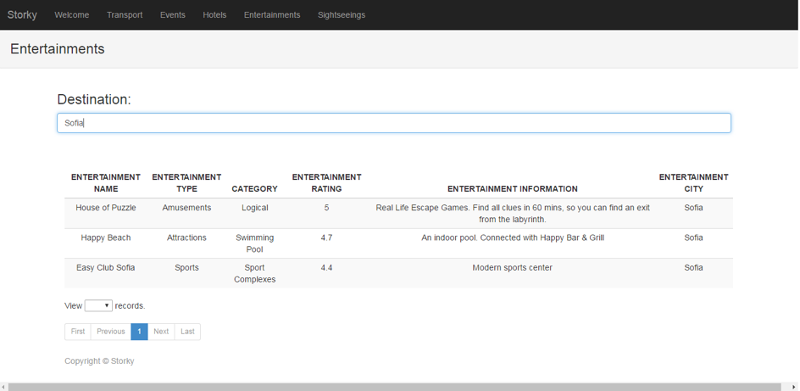 Storky Welcome Transport Events Hotels Entertainments Sightseeings
Entertainments
Destination:
Sofia
ENTERTAINMENT NAME ENTERTAINMENT TYPE CATEGORY ENTERTAINMENT RATING ENTERTAINMENT INFORMATION ENTERTAINMENT CITY
House of Puzzle Amusements Logical 5 Real Life Escape Games. Find all clues in 60 mins, so you can find an exit from the labyrinth. Sofia
Happy Beach Attractions Swimming Pool 4.7 An indoor pool. Connected with Happy Bar & Grill Sofia
Easy Club Sofia Sports Sport Complexes 4.4 Modern sports center Sofia
View records.
First Previous 1 Next Last
Copyright © Storky